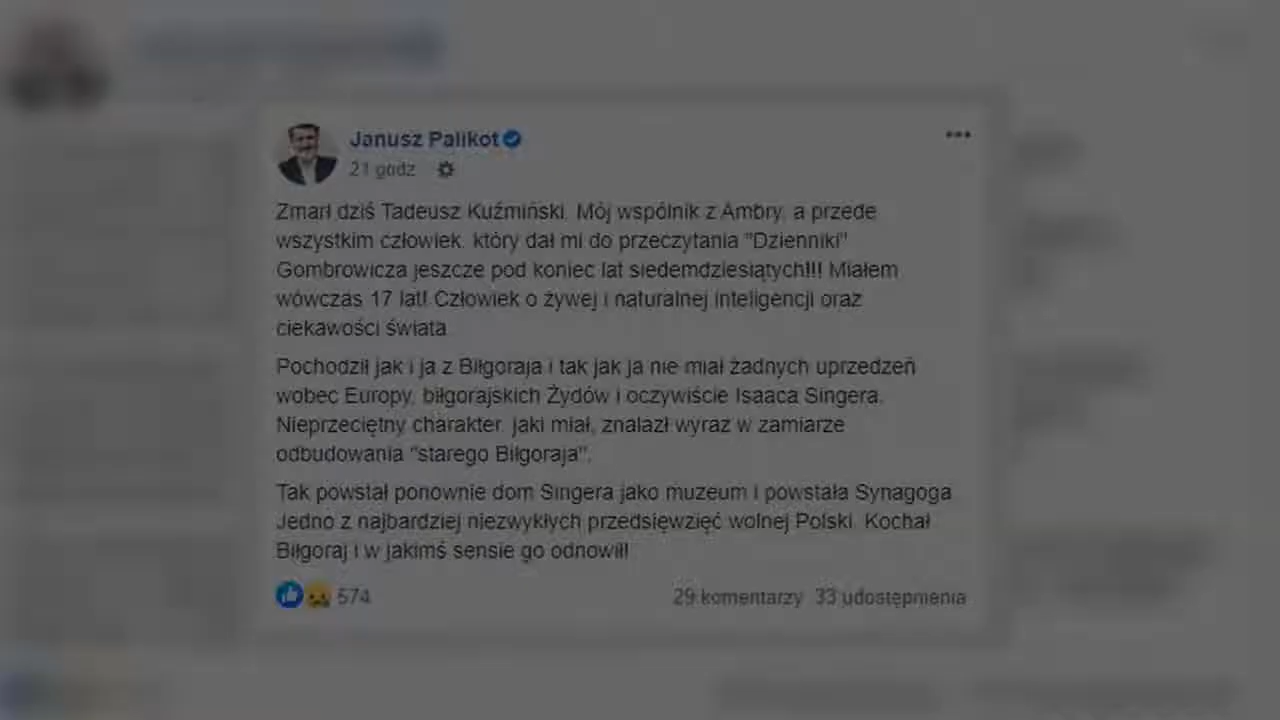 Janusz Palikot
21 godz
Zmarł dziś Tadeusz Kuźmiński. Mój wspólnik z Ambry, a przede
wszystkim człowiek, który dał mi do przeczytania "Dzienniki"
Gombrowicza jeszcze pod koniec lat siedemdziesiątych!!! Miałem
wówczas 17 lat! Człowiek o żywej i naturalnej inteligencji oraz
ciekawości świata.
Pochodził jak i ja z Biłgoraja i tak jak ja nie miał żadnych uprzedzeń
wobec Europy, biłgorajskich Żydów i oczywiście Isaaca Singera.
Nieprzeciętny charakter, jaki miał, znalazł wyraz w zamiarze
odbudowania "starego Biłgoraja".
Tak powstał ponownie dom Singera jako muzeum i powstała Synagoga.
Jedno z najbardziej niezwykłych przedsięwzięć wolnej Polski. Kochał
Biłgoraj i w jakimś sensie go odnowił!
574
29 komentarzy 33 udostępnienia